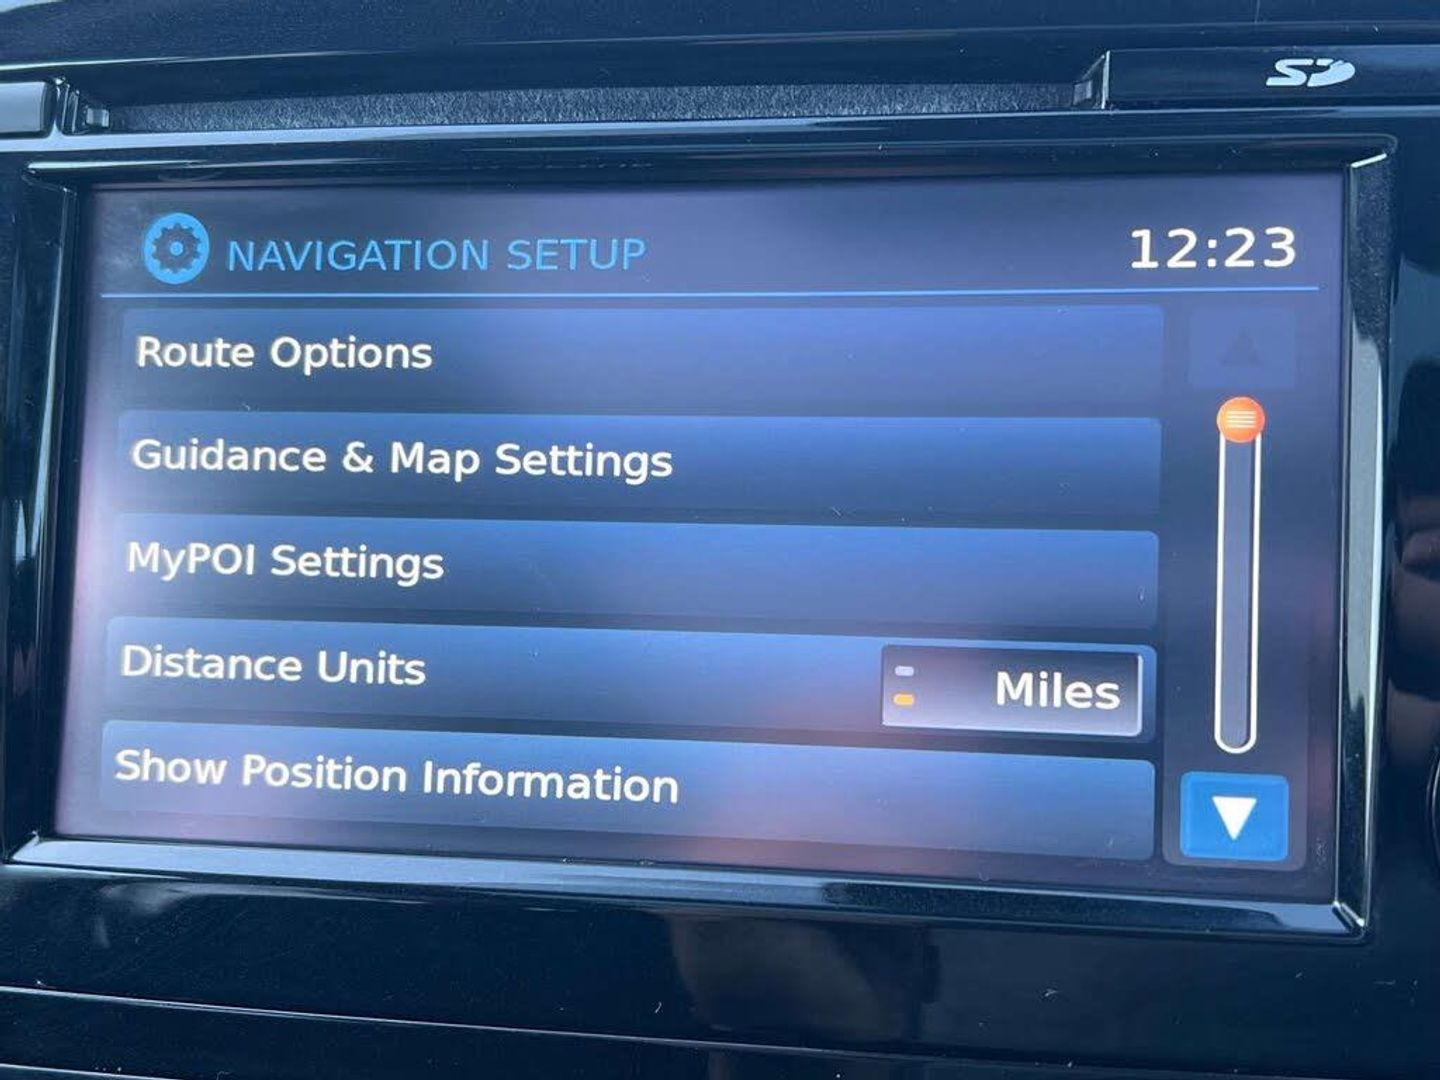 SD
NAVIGATION SETUP
12:23
Route Options
Guidance & Map Settings
MyPOI Settings
Distance Units
Miles
Show Position Information